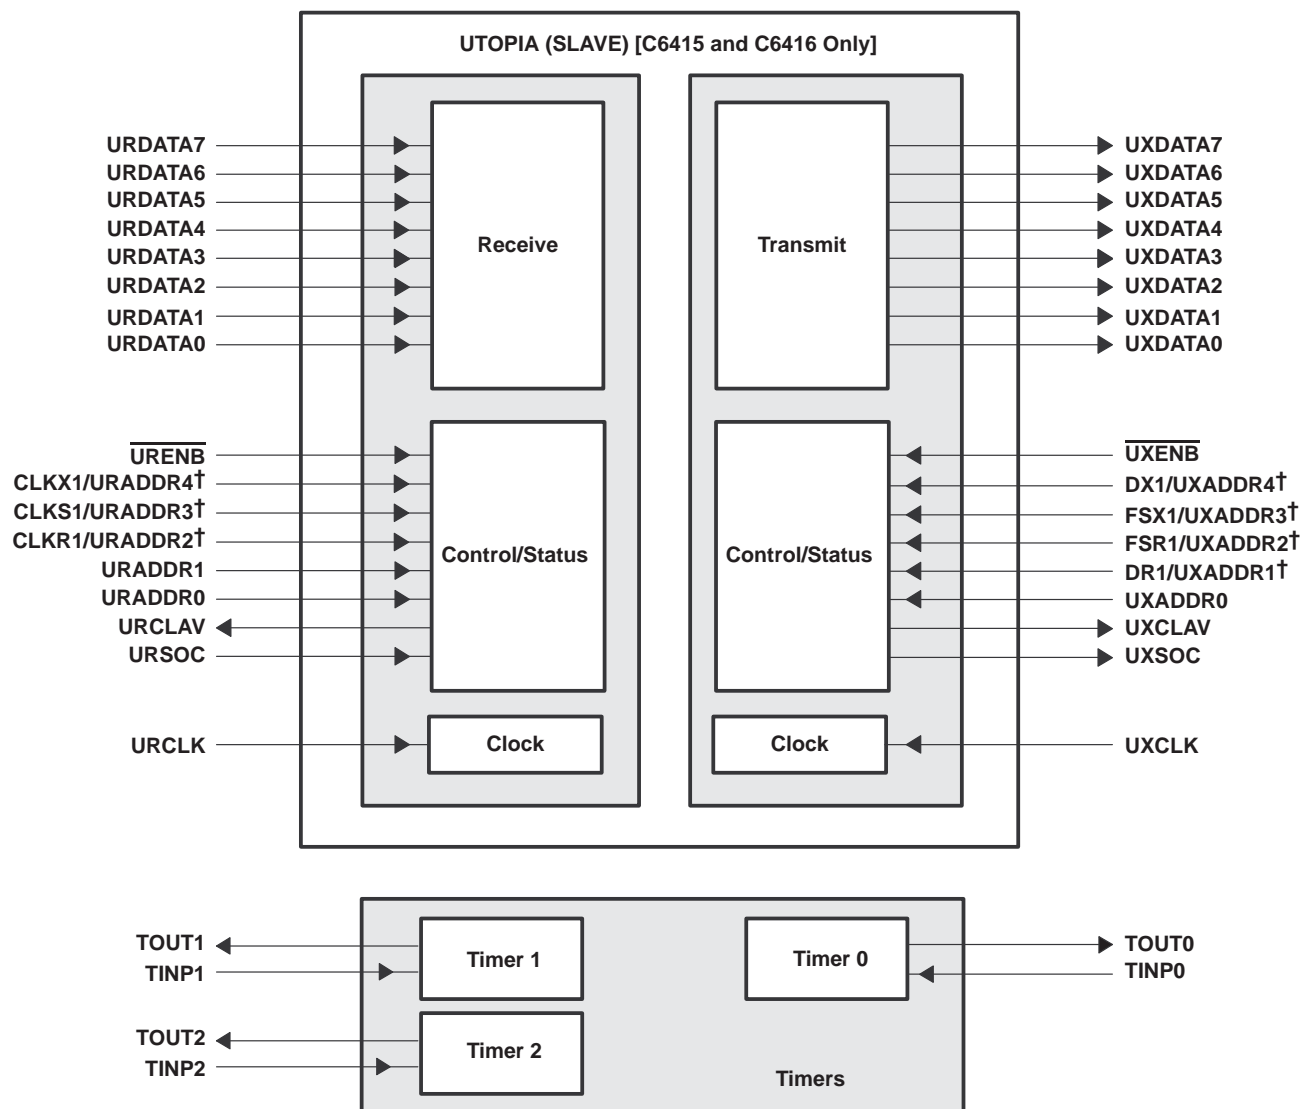 UTOPIA (SLAVE) [C6415 and C6416 Only]
URDATA7
URDATA6
URDATA5
URDATA4
URDATA3
URDATA2
URDATA1
URDATA0
Receive
Transmit
UXDATA7
UXDATA6
UXDATA5
UXDATA4
UXDATA3
UXDATA2
UXDATA1
UXDATA0
URENB
CLKX1/URADDR4†
CLKS1/URADDR3†
CLKR1/URADDR2†
URADDR1
URADDR0
URCLAV
URSOC
Control/Status
Control/Status
UXENB
DX1/UXADDR4†
FSX1/UXADDR3†
FSR1/UXADDR2†
DR1/UXADDR1†
UXADDR0
UXCLAV
UXSOC
URCLK
Clock
Clock
UXCLK
TOUT1
TINP1
Timer 1
Timer 0
TOUT0
TINP0
TOUT2
TINP2
Timer 2
Timers